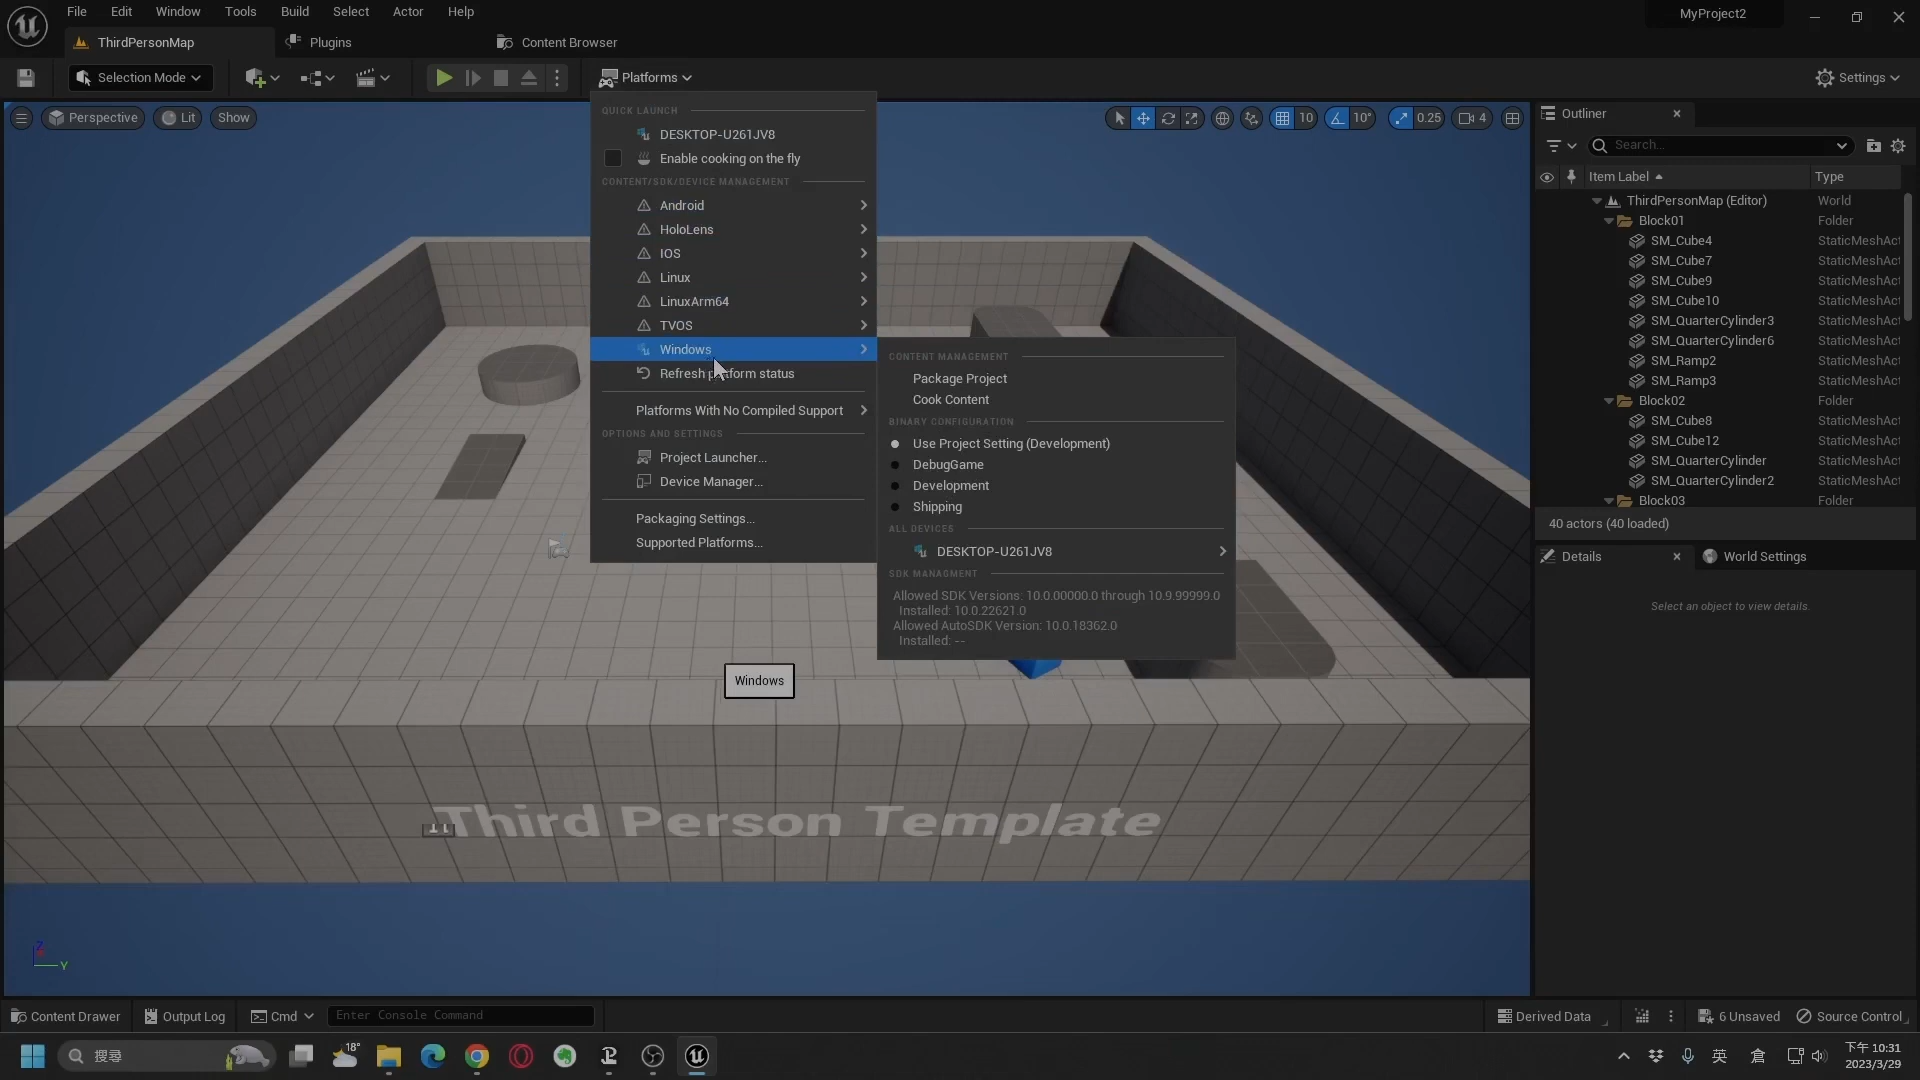 File Edit Window Tools Build Select Actor Help
MyProject2
ThirdPersonMap
Plugins
Content Browser
Selection Mode
Platforms
Settings
Perspective
Lit
Show
10
10°
0.25
4
QUICK LAUNCH
DESKTOP-U261JV8
Enable cooking on the fly
CONTENT/SDK/DEVICE MANAGEMENT
Android
HoloLens
IOS
Linux
LinuxArm64
TVOS
Windows
Refresh platform status
Platforms With No Compiled Support
OPTIONS AND SETTINGS
Project Launcher...
Device Manager...
Packaging Settings...
Supported Platforms...
CONTENT MANAGEMENT
Package Project
Cook Content
BINARY CONFIGURATION
Use Project Setting (Development)
DebugGame
Development
Shipping
ALL DEVICES
DESKTOP-U261JV8
SDK MANAGMENT
Allowed SDK Versions: 10.0.00000.0 through 10.9.99999.0
Installed: 10.0.22621.0
Allowed AutoSDK Version: 10.0.18362.0
Installed: --
Windows
Third Person Template
Z
Y
Outliner
Search...
Item Label Type
ThirdPersonMap (Editor) World
Block01 Folder
SM_Cube4 StaticMeshAct
SM_Cube7 StaticMeshAct
SM_Cube9 StaticMeshAct
SM_Cube10 StaticMeshAct
SM_QuarterCylinder3 StaticMeshAct
SM_QuarterCylinder6 StaticMeshAct
SM_Ramp2 StaticMeshAct
SM_Ramp3 StaticMeshAct
Block02 Folder
SM_Cube8 StaticMeshAct
SM_Cube12 StaticMeshAct
SM_QuarterCylinder StaticMeshAct
SM_QuarterCylinder2 StaticMeshAct
Block03 Folder
40 actors (40 loaded)
Details
World Settings
Select an object to view details.
Content Drawer
Output Log
Cmd
Enter Console Command
Derived Data
6 Unsaved
Source Control
搜尋
18°
英
倉
下午 10:31
2023/3/29